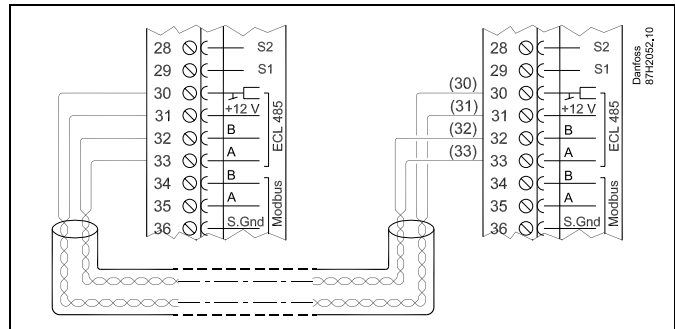 28 S2
29 S1
30
31 +12 V
32 B
33 A
34 B
35 A
36 S.Gnd
ECL 485
Modbus
(30)
(31)
(32)
(33)
28 S2
29 S1
30
31 +12 V
32 B
33 A
34 B
35 A
36 S.Gnd
ECL 485
Modbus
Danfoss
87H2052.10